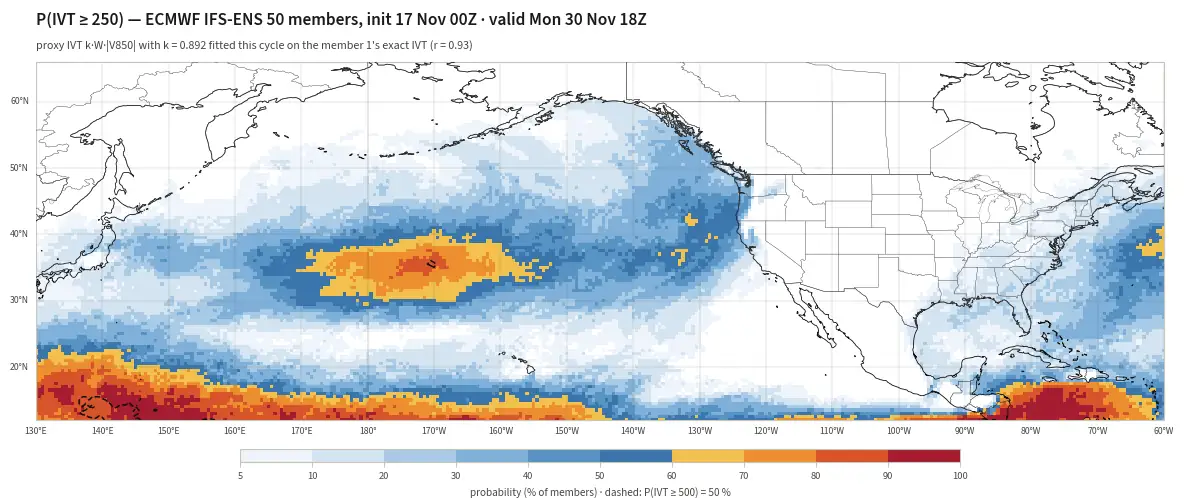 P(IVT ≥ 250) — ECMWF IFS-ENS 50 members, init 17 Nov 00Z · valid Mon 30 Nov 18Z
proxy IVT k·W·|V850| with k = 0.892 fitted this cycle on the member 1's exact IVT (r = 0.93)
60°N
50°N
40°N
30°N
20°N
130°E 140°E 150°E 160°E 180° 170°W 160°W 150°W 140°W 130°W 120°W 110°W 100°W 90°W 80°W 70°W 60°W
5 10 20 30 40 50 60 70 80 90 100
probability (% of members) · dashed: P(IVT ≥ 500) = 50 %